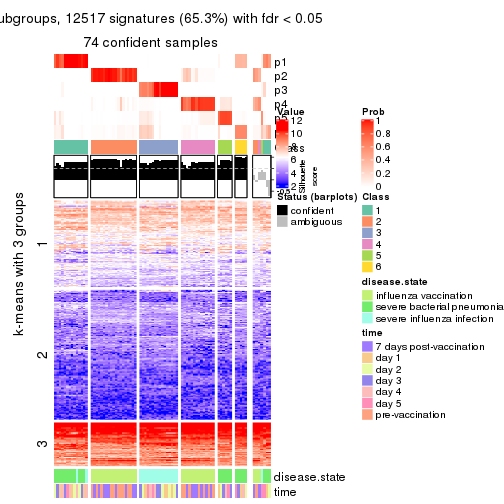 ubgroups, 12517 signatures (65.3%) with fdr < 0.05
74 confident samples
p1
p2
p3
p4
Value
12
10
8
6
4
2
Silhouette
score
Prob
1
0.8
0.6
0.4
0.2
0
Status (barplots)
confident
ambiguous
Class
1
2
3
4
5
6
disease.state
influenza vaccination
severe bacterial pneumonia
severe influenza infection
time
7 days post-vaccination
day 1
day 2
day 3
day 4
day 5
pre-vaccination
k-means with 3 groups
1
2
3
disease.state
time